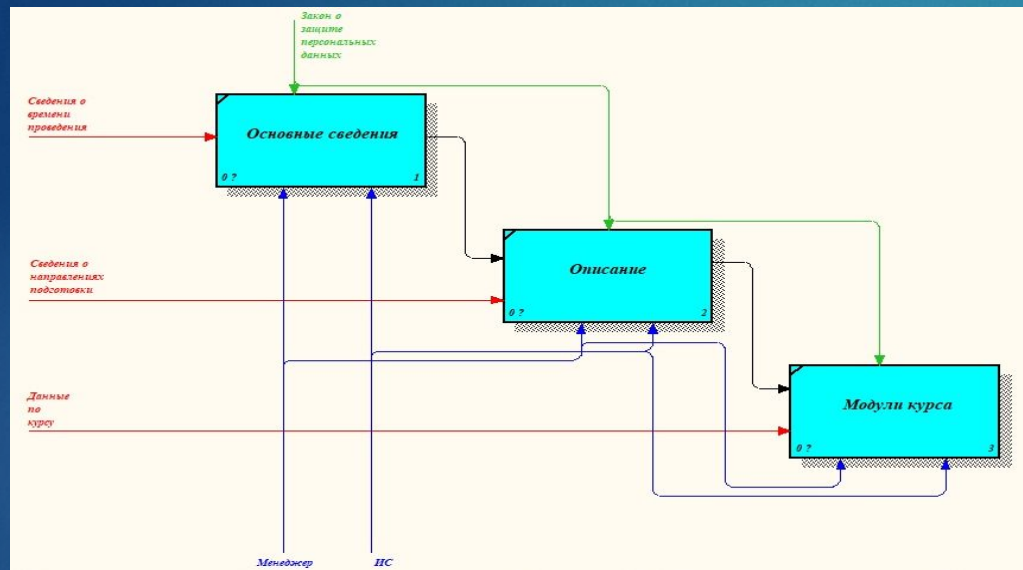 Закон о
защите
персональных
данных
Сведения о
времени
проведения
Основные сведения
0 ?
1
Сведения о
направлениях
подготовки
Описание
0 ?
2
Данные
по
курсу
Модули курса
0 ?
3
Менеджер
ИС